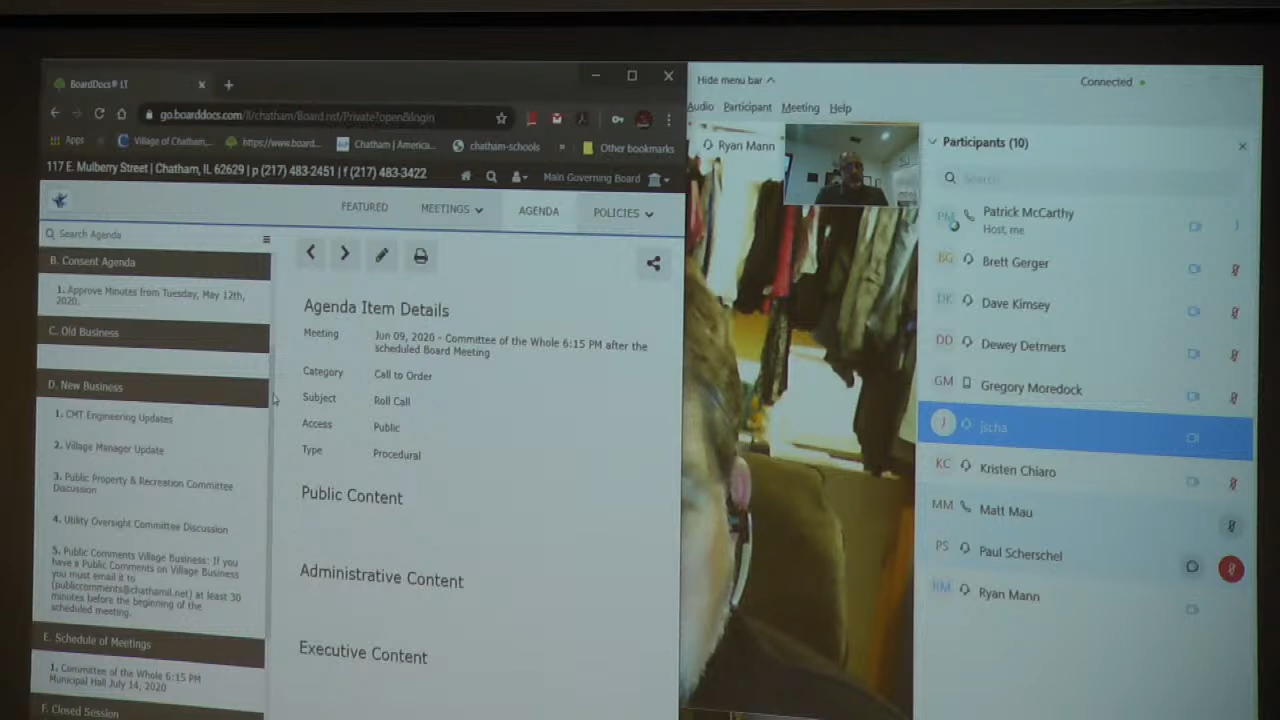 BoardDocs® LT
go.boarddocs.com/il/chatham/Board.nsf/Private?open&login
Apps
Village of Chatham,
https://www.board...
Chatham | America...
chatham-schools
»
Other bookmarks
117 E. Mulberry Street | Chatham, IL 62629 | p (217) 483-2451 | f (217) 483-3422
Main Governing Board
FEATURED
MEETINGS
AGENDA
POLICIES
Search Agenda
B. Consent Agenda
1. Approve Minutes from Tuesday, May 12th,
2020.
C. Old Business
D. New Business
1. CMT Engineering Updates
2. Village Manager Update
3. Public Property & Recreation Committee
Discussion
4. Utility Oversight Committee Discussion
5. Public Comments Village Business: If you
have a Public Comments on Village Business
you must email it to
(publiccomments@chathamil.net) at least 30
minutes before the beginning of the
scheduled meeting.
E. Schedule of Meetings
1. Committee of the Whole 6:15 PM
Municipal Hall July 14, 2020
F. Closed Session
Agenda Item Details
Meeting
Jun 09, 2020 - Committee of the Whole 6:15 PM after the
scheduled Board Meeting
Category
Call to Order
Subject
Roll Call
Access
Public
Type
Procedural
Public Content
Administrative Content
Executive Content
Hide menu bar
Connected
Audio
Participant
Meeting
Help
Ryan Mann
Participants (10)
Search
PM
Patrick McCarthy
Host, me
BG
Brett Gerger
DK
Dave Kimsey
DD
Dewey Detmers
GM
Gregory Moredock
J
jscha
KC
Kristen Chiaro
MM
Matt Mau
PS
Paul Scherschel
RM
Ryan Mann